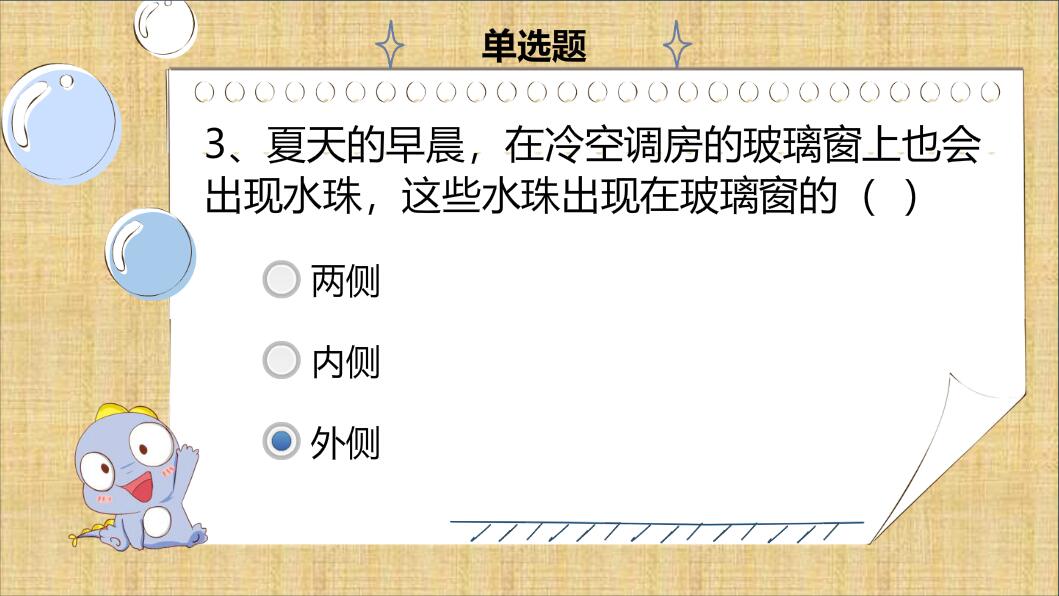 单选题
3、夏天的早晨，在冷空调房的玻璃窗上也会
出现水珠，这些水珠出现在玻璃窗的（ ）
两侧
内侧
外侧